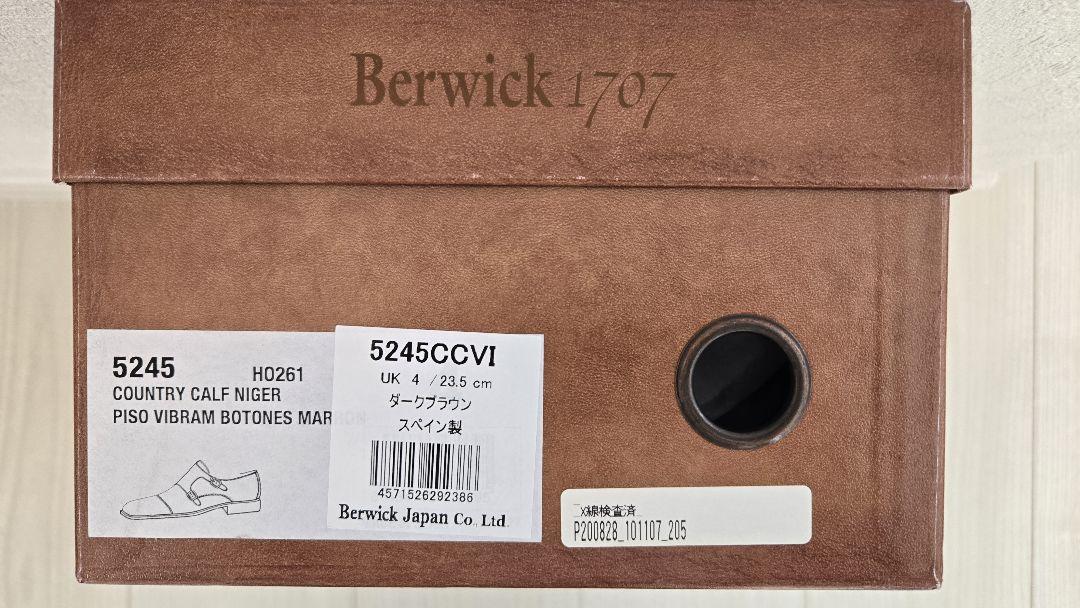 Berwick 1707
5245 HO261
COUNTRY CALF NIGER
PISO VIBRAM BOTONES MARRON
5245CCVI
UK 4 /23.5 cm
ダークブラウン
スペイン製
4571526292386
Berwick Japan Co., Ltd.
X線検査済
P200828_101107_205